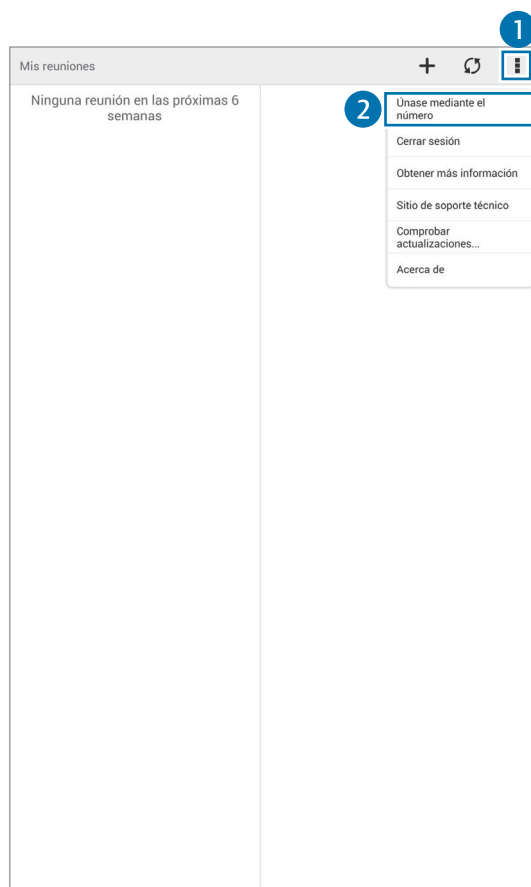 1
Mis reuniones
Ninguna reunión en las próximas 6
semanas
2
Únase mediante el
número
Cerrar sesión
Obtener más información
Sitio de soporte técnico
Comprobar
actualizaciones...
Acerca de